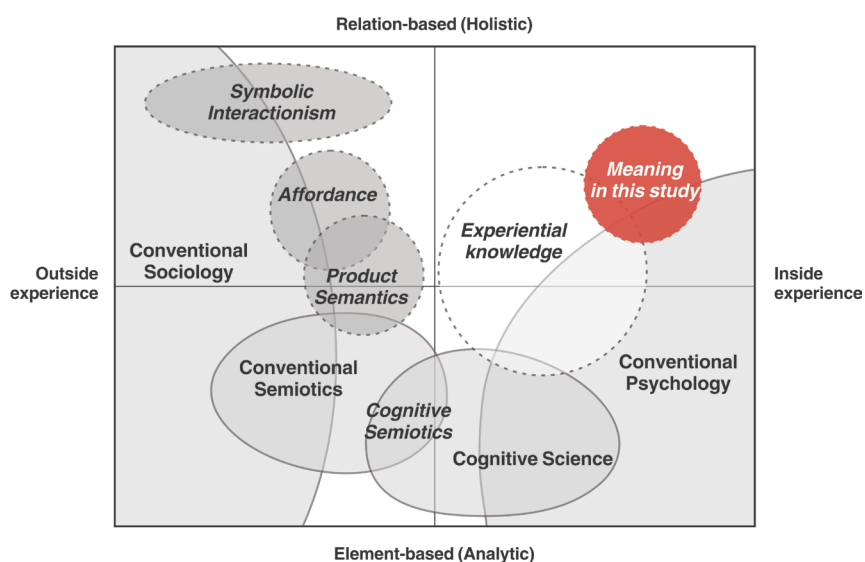 Relation-based (Holistic)
Symbolic
Interactionism
Meaning
in this study
Affordance
Experiential
knowledge
Conventional
Sociology
Outside
experience
Product
Semantics
Inside
experience
Conventional
Semiotics
Conventional
Psychology
Cognitive
Semiotics
Cognitive Science
Element-based (Analytic)